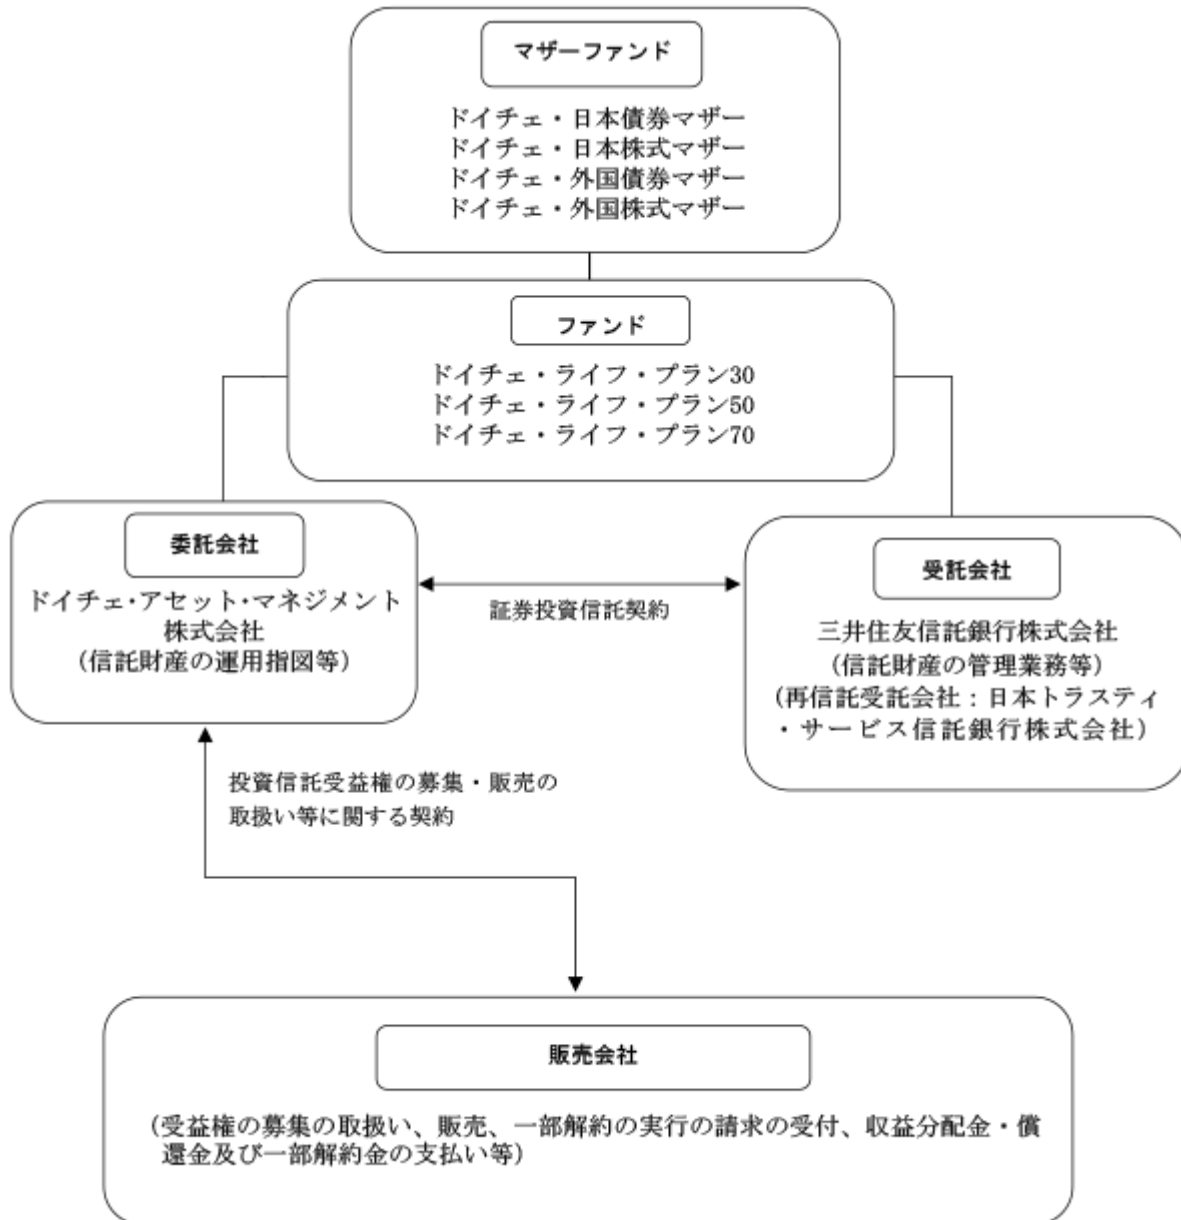 マザーファンド
ドイチェ・日本債券マザー
ドイチェ・日本株式マザー
ドイチェ・外国債券マザー
ドイチェ・外国株式マザー
ファンド
ドイチェ・ライフ・プラン30
ドイチェ・ライフ・プラン50
ドイチェ・ライフ・プラン70
委託会社
ドイチェ・アセット・マネジメント
株式会社
(信託財産の運用指図等)
証券投資信託契約
受託会社
三井住友信託銀行株式会社
(信託財産の管理業務等)
(再信託受託会社:日本トラスティ
・サービス信託銀行株式会社)
投資信託受益権の募集・販売の
取扱い等に関する契約
販売会社
(受益権の募集の取扱い、販売、一部解約の実行の請求の受付、収益分配金・償
還金及び一部解約金の支払い等)